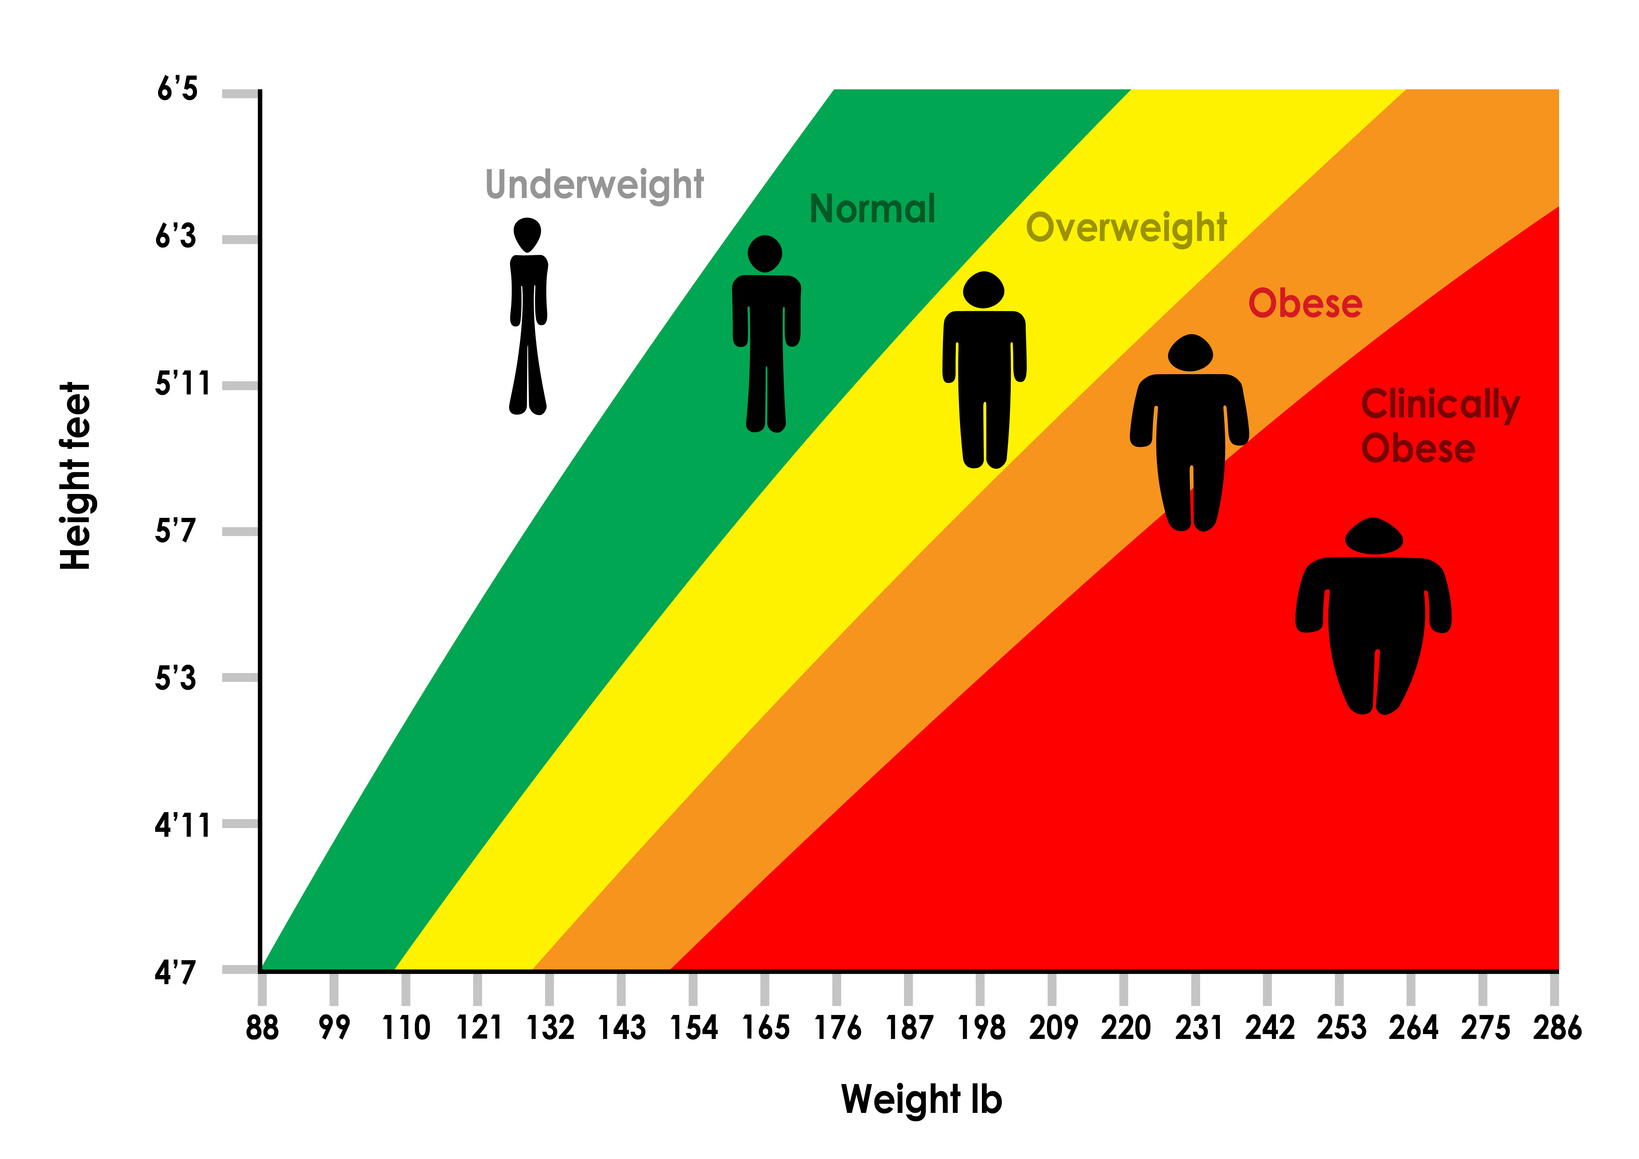 6’5
6’3
5’11
5’7
5’3
4’11
4’7
Height feet
Underweight
Normal
Overweight
Obese
Clinically
Obese
88 99 110 121 132 143 154 165 176 187 198 209 220 231 242 253 264 275 286
Weight lb